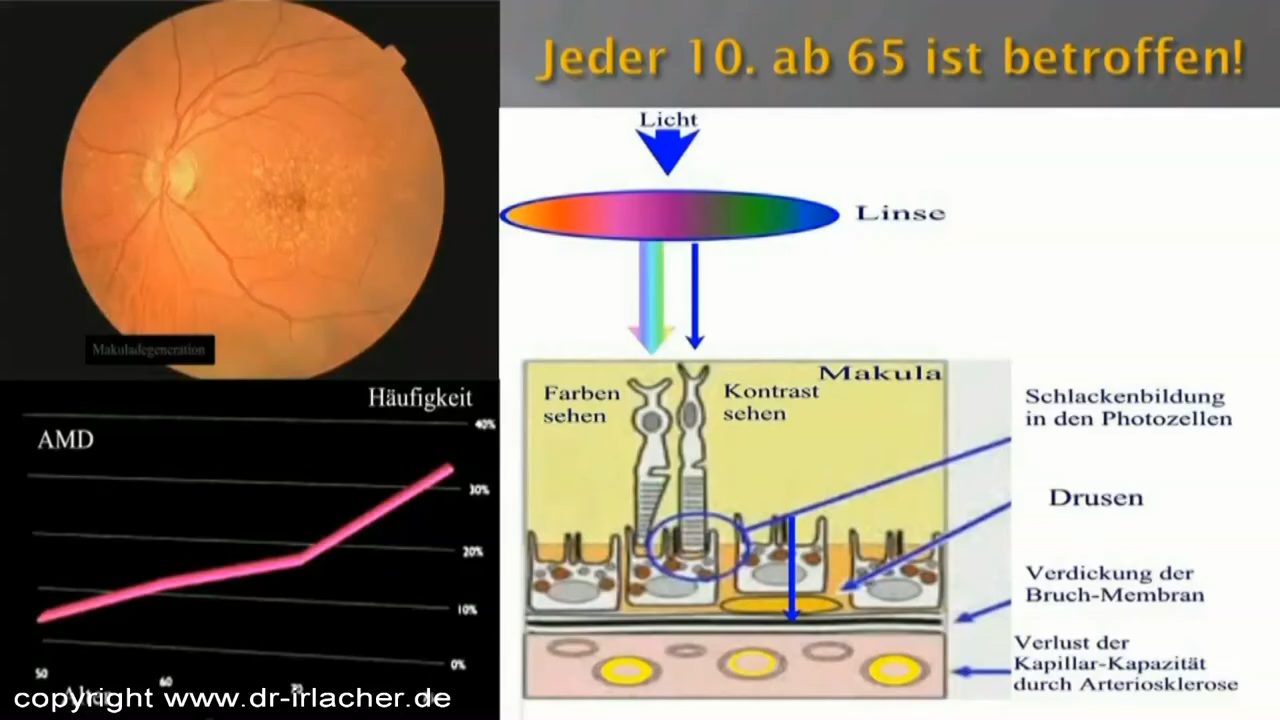 Jeder 10. ab 65 ist betroffen!
Makuladegeneration
Häufigkeit
AMD
40%
30%
20%
10%
0%
50
60
70
Alter
copyright www.dr-irlacher.de
Licht
Linse
Makula
Farben
sehen
Kontrast
sehen
Schlackenbildung
in den Photozellen
Drusen
Verdickung der
Bruch-Membran
Verlust der
Kapillar-Kapazität
durch Arteriosklerose